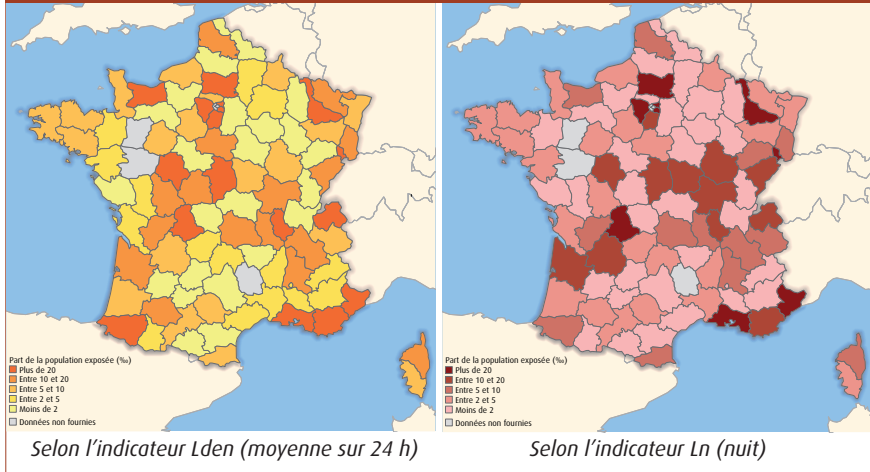 Part de la population exposée (‰)
Plus de 20
Entre 10 et 20
Entre 5 et 10
Entre 2 et 5
Moins de 2
Données non fournies
Selon l'indicateur Lden (moyenne sur 24 h)
Part de la population exposée (‰)
Plus de 20
Entre 10 et 20
Entre 5 et 10
Entre 2 et 5
Moins de 2
Données non fournies
Selon l'indicateur Ln (nuit)